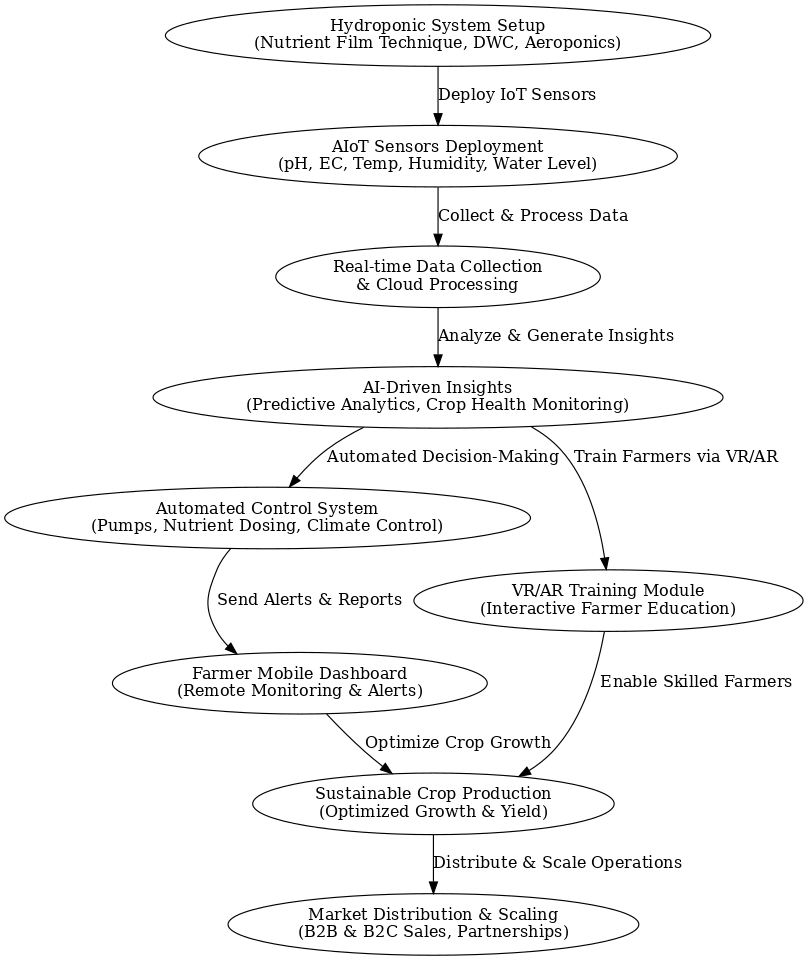 Hydroponic System Setup
(Nutrient Film Technique, DWC, Aeroponics)
Deploy IoT Sensors
AIoT Sensors Deployment
(pH, EC, Temp, Humidity, Water Level)
Collect & Process Data
Real-time Data Collection
& Cloud Processing
Analyze & Generate Insights
AI-Driven Insights
(Predictive Analytics, Crop Health Monitoring)
Automated Decision-Making
Train Farmers via VR/AR
Automated Control System
(Pumps, Nutrient Dosing, Climate Control)
Send Alerts & Reports
VR/AR Training Module
(Interactive Farmer Education)
Farmer Mobile Dashboard
(Remote Monitoring & Alerts)
Enable Skilled Farmers
Optimize Crop Growth
Sustainable Crop Production
(Optimized Growth & Yield)
Distribute & Scale Operations
Market Distribution & Scaling
(B2B & B2C Sales, Partnerships)